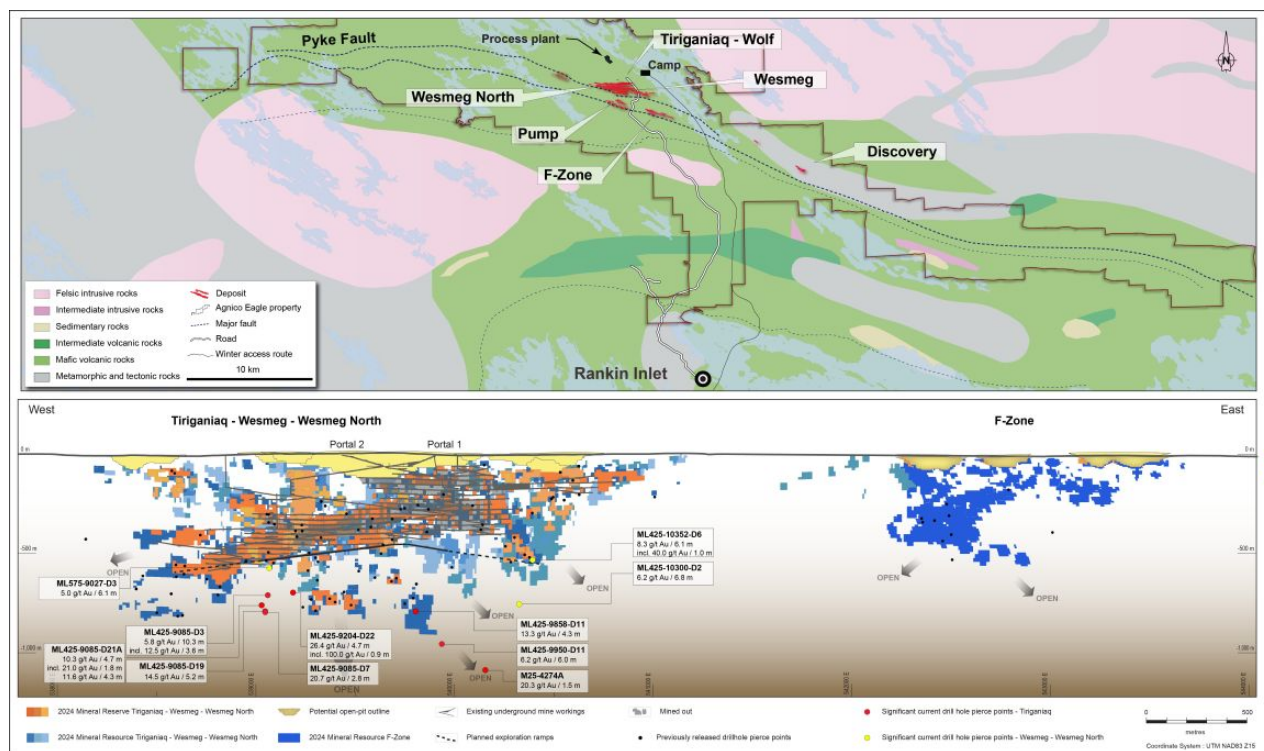 Pyke Fault
Process plant
Tiriganiaq - Wolf
Camp
Wesmeg
Wesmeg North
Pump
F-Zone
Discovery
N
Rankin Inlet
Felsic intrusive rocks
Intermediate intrusive rocks
Sedimentary rocks
Intermediate volcanic rocks
Mafic volcanic rocks
Metamorphic and tectonic rocks
Deposit
Agnico Eagle property
Major fault
Road
Winter access route
10 km
West
East
Tiriganiaq - Wesmeg - Wesmeg North
F-Zone
Portal 2
Portal 1
0 m
0 m
-500 m
-500 m
-1,000 m
-1,000 m
OPEN
OPEN
OPEN
OPEN
OPEN
OPEN
OPEN
ML575-9027-D3
5.0 g/t Au / 6.1 m
ML425-9085-D3
5.8 g/t Au / 10.3 m
incl. 12.5 g/t Au / 3.6 m
ML425-9085-D21A
10.3 g/t Au / 4.7 m
incl. 21.0 g/t Au / 1.8 m
11.6 g/t Au / 4.3 m
ML425-9085-D19
14.5 g/t Au / 5.2 m
ML425-9204-D22
26.4 g/t Au / 4.7 m
incl. 100.0 g/t Au / 0.9 m
ML425-9085-D7
20.7 g/t Au / 2.8 m
ML425-10352-D6
8.3 g/t Au / 6.1 m
incl. 40.0 g/t Au / 1.0 m
ML425-10300-D2
6.2 g/t Au / 6.8 m
ML425-9858-D11
13.3 g/t Au / 4.3 m
ML425-9950-D11
6.2 g/t Au / 6.0 m
M25-4274A
20.3 g/t Au / 1.5 m
2024 Mineral Reserve Tiriganiaq - Wesmeg - Wesmeg North
Potential open-pit outline
Existing underground mine workings
Mined out
Significant current drill hole pierce points - Tiriganiaq
2024 Mineral Resource Tiriganiaq - Wesmeg - Wesmeg North
2024 Mineral Resource F-Zone
Planned exploration ramps
Previously released drillhole pierce points
Significant current drill hole pierce points - Wesmeg - Wesmeg North
0
500
metres
Coordinate System : UTM NAD83 Z15